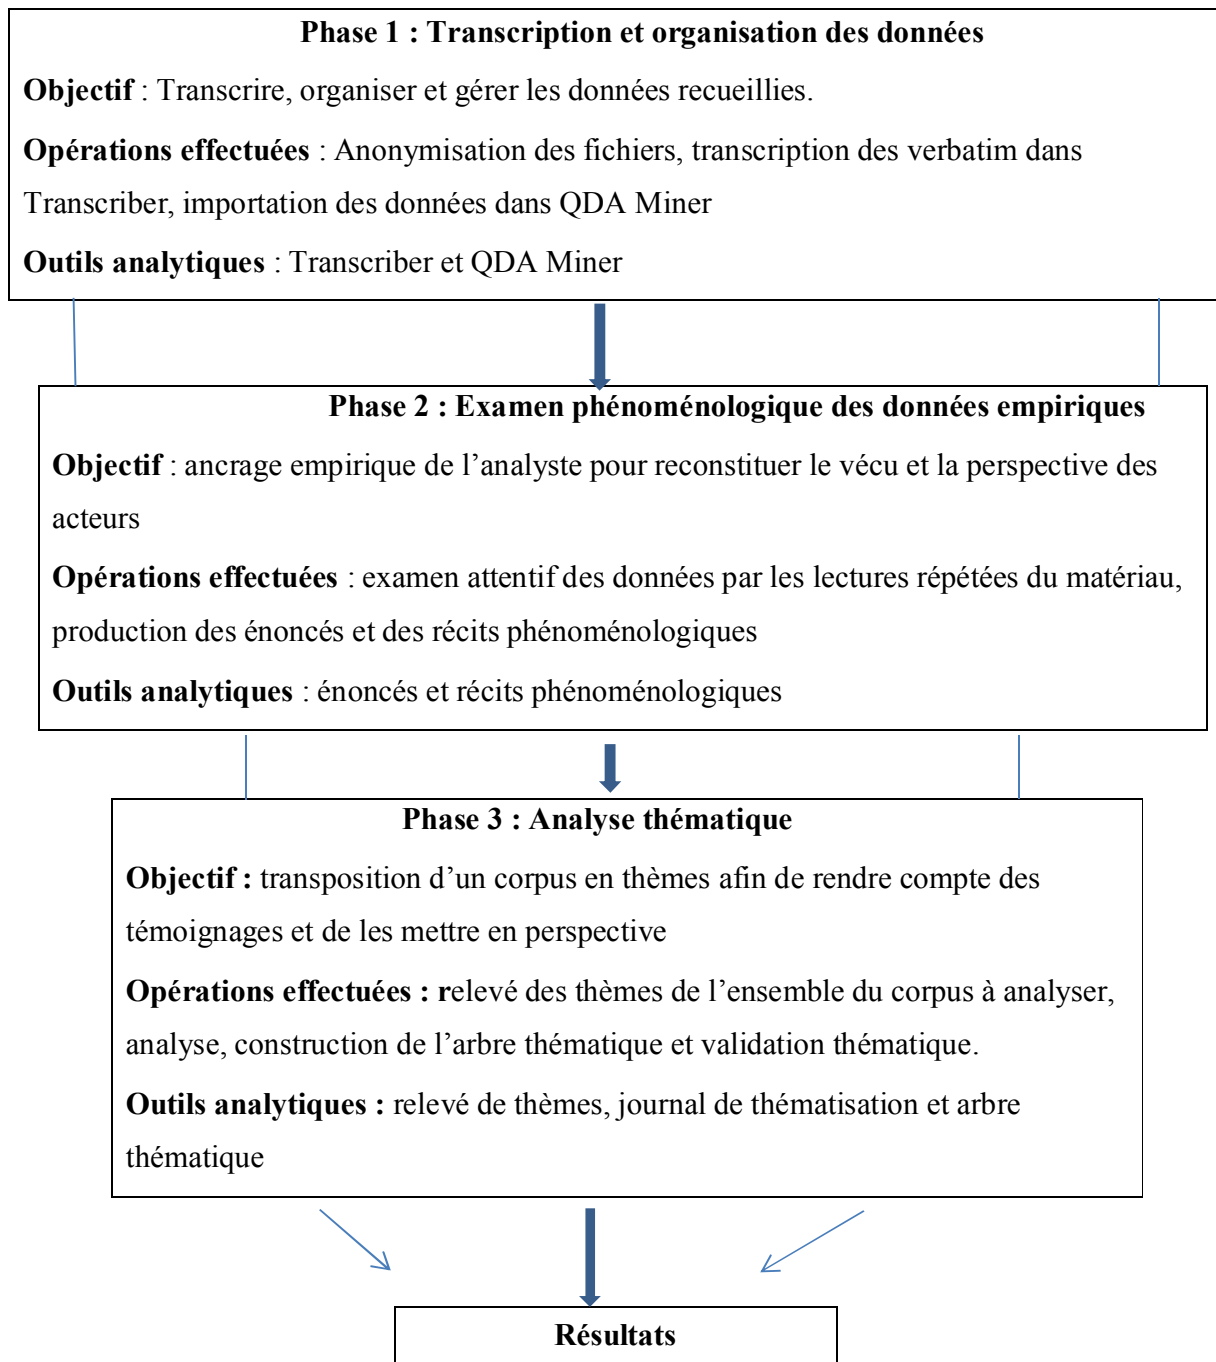 Phase 1 : Transcription et organisation des données
Objectif : Transcrire, organiser et gérer les données recueillies.
Opérations effectuées : Anonymisation des fichiers, transcription des verbatim dans
Transcriber, importation des données dans QDA Miner
Outils analytiques : Transcriber et QDA Miner
Phase 2 : Examen phénoménologique des données empiriques
Objectif : ancrage empirique de l’analyste pour reconstituer le vécu et la perspective des
acteurs
Opérations effectuées : examen attentif des données par les lectures répétées du matériau,
production des énoncés et des récits phénoménologiques
Outils analytiques : énoncés et récits phénoménologiques
Phase 3 : Analyse thématique
Objectif : transposition d’un corpus en thèmes afin de rendre compte des
témoignages et de les mettre en perspective
Opérations effectuées : relevé des thèmes de l’ensemble du corpus à analyser,
analyse, construction de l’arbre thématique et validation thématique.
Outils analytiques : relevé de thèmes, journal de thématisation et arbre
thématique
Résultats